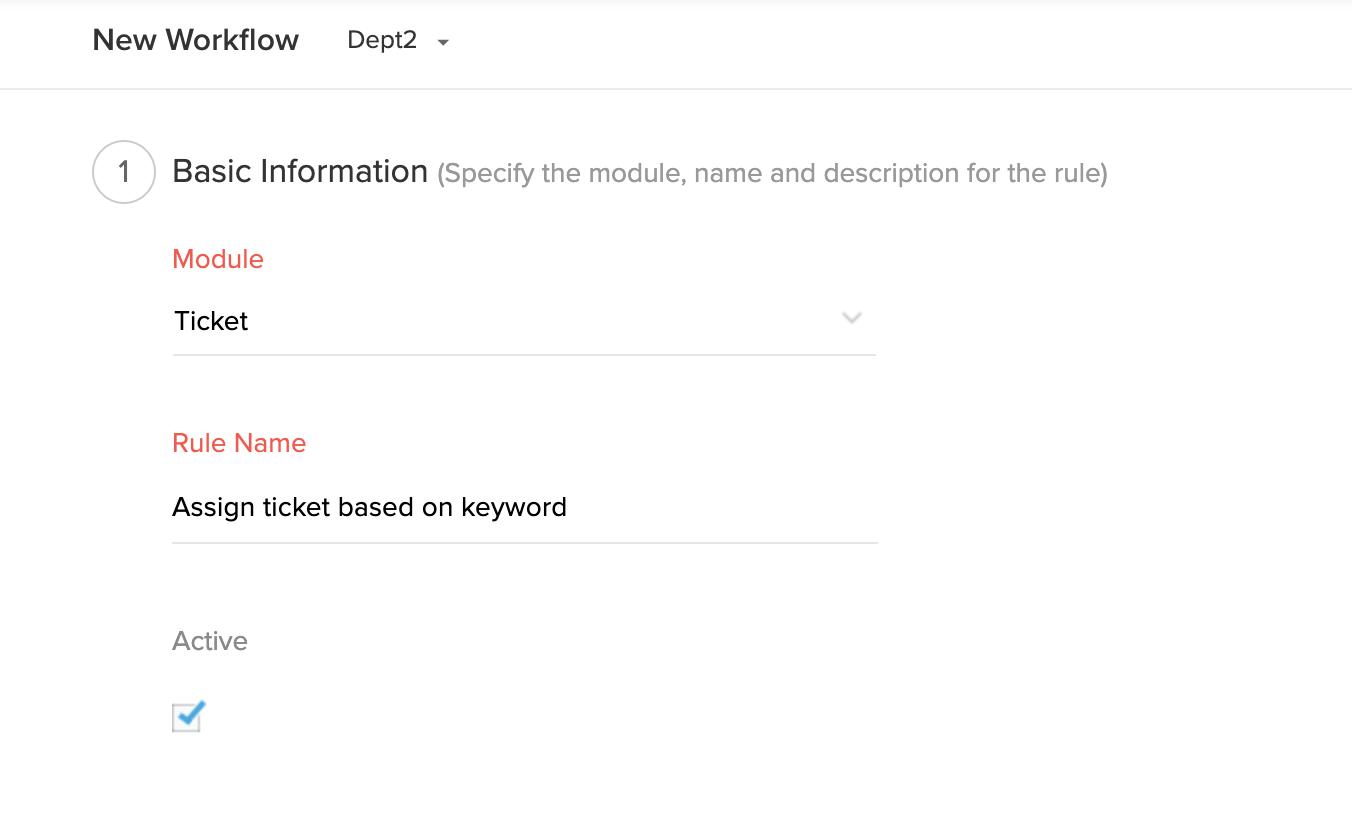 New Workflow Dept2
1 Basic Information (Specify the module, name and description for the rule)
Module
Ticket
Rule Name
Assign ticket based on keyword
Active